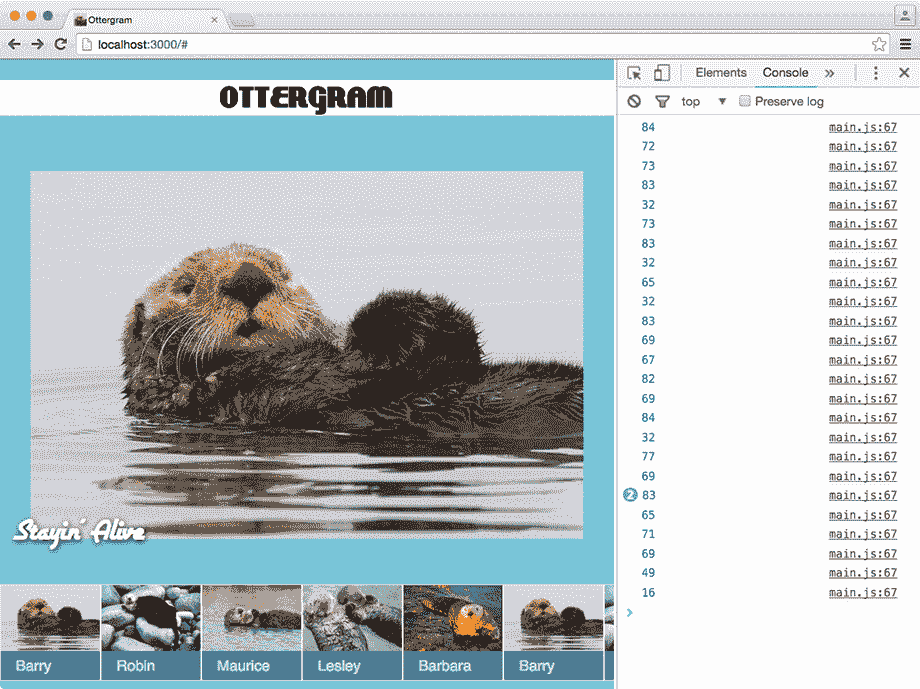 Ottergram
localhost:3000/#
Elements Console »
top Preserve log
OTTERGRAM
84 main.js:67
72 main.js:67
73 main.js:67
83 main.js:67
32 main.js:67
73 main.js:67
83 main.js:67
32 main.js:67
65 main.js:67
32 main.js:67
83 main.js:67
69 main.js:67
67 main.js:67
82 main.js:67
69 main.js:67
84 main.js:67
32 main.js:67
77 main.js:67
69 main.js:67
2 83 main.js:67
65 main.js:67
71 main.js:67
69 main.js:67
49 main.js:67
16 main.js:67
Stayin' Alive
Barry Robin Maurice Lesley Barbara Barry